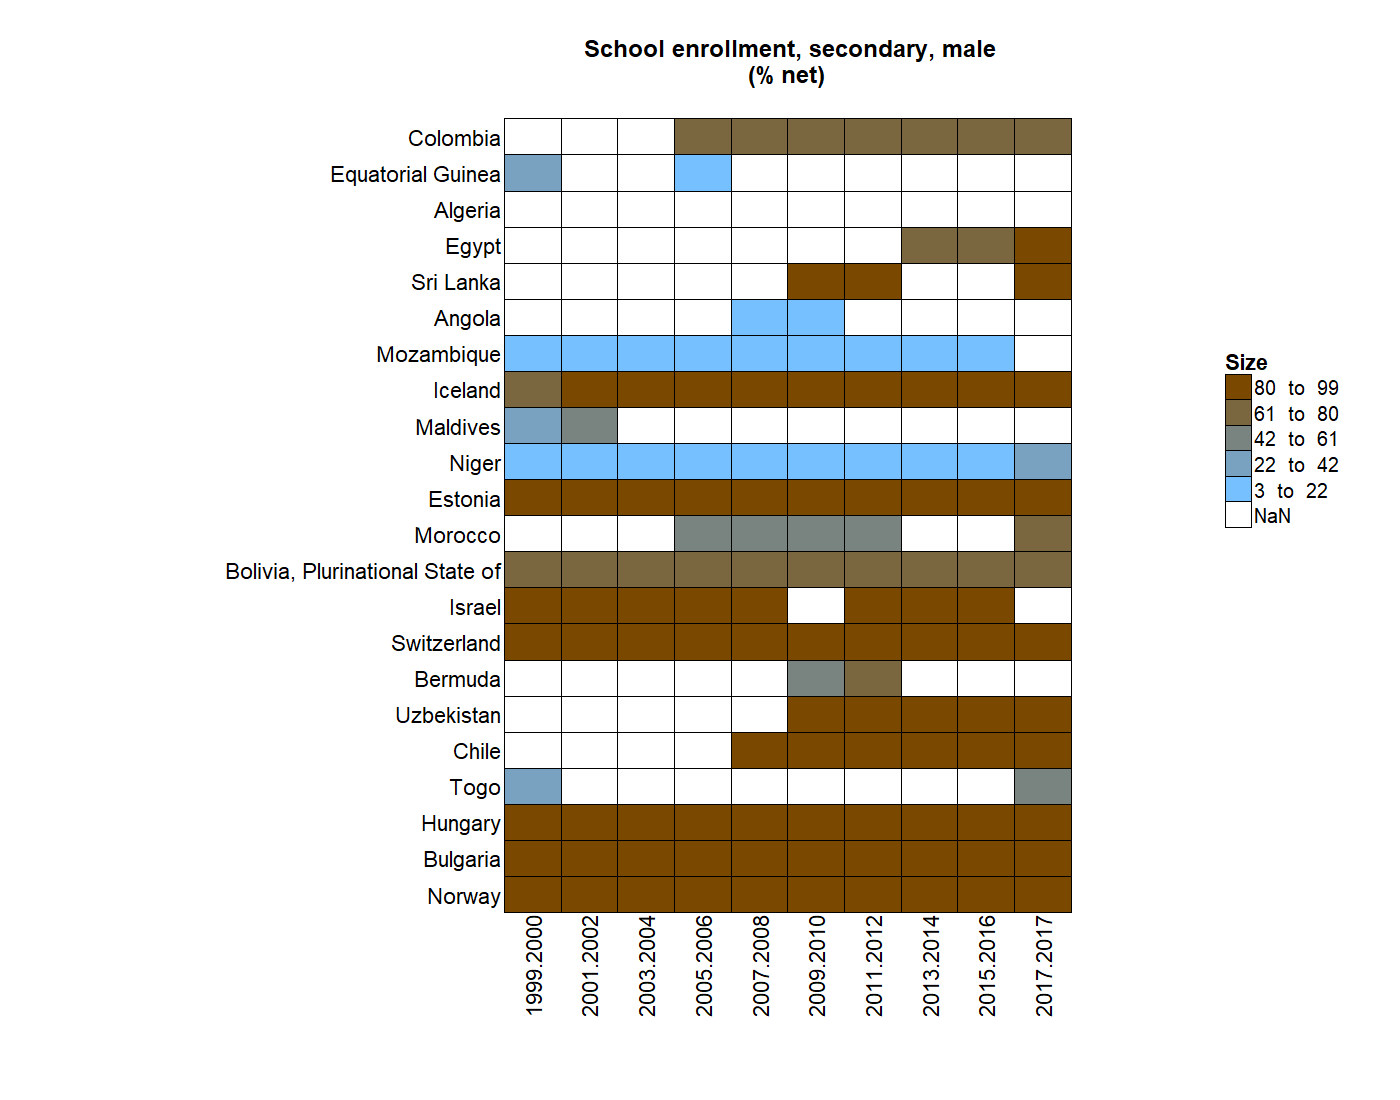 School enrollment, secondary, male
(% net)
Colombia
Equatorial Guinea
Algeria
Egypt
Sri Lanka
Angola
Mozambique
Iceland
Maldives
Niger
Estonia
Morocco
Bolivia, Plurinational State of
Israel
Switzerland
Bermuda
Uzbekistan
Chile
Togo
Hungary
Bulgaria
Norway
1999.2000
2001.2002
2003.2004
2005.2006
2007.2008
2009.2010
2011.2012
2013.2014
2015.2016
2017.2017
Size
80 to 99
61 to 80
42 to 61
22 to 42
3 to 22
NaN